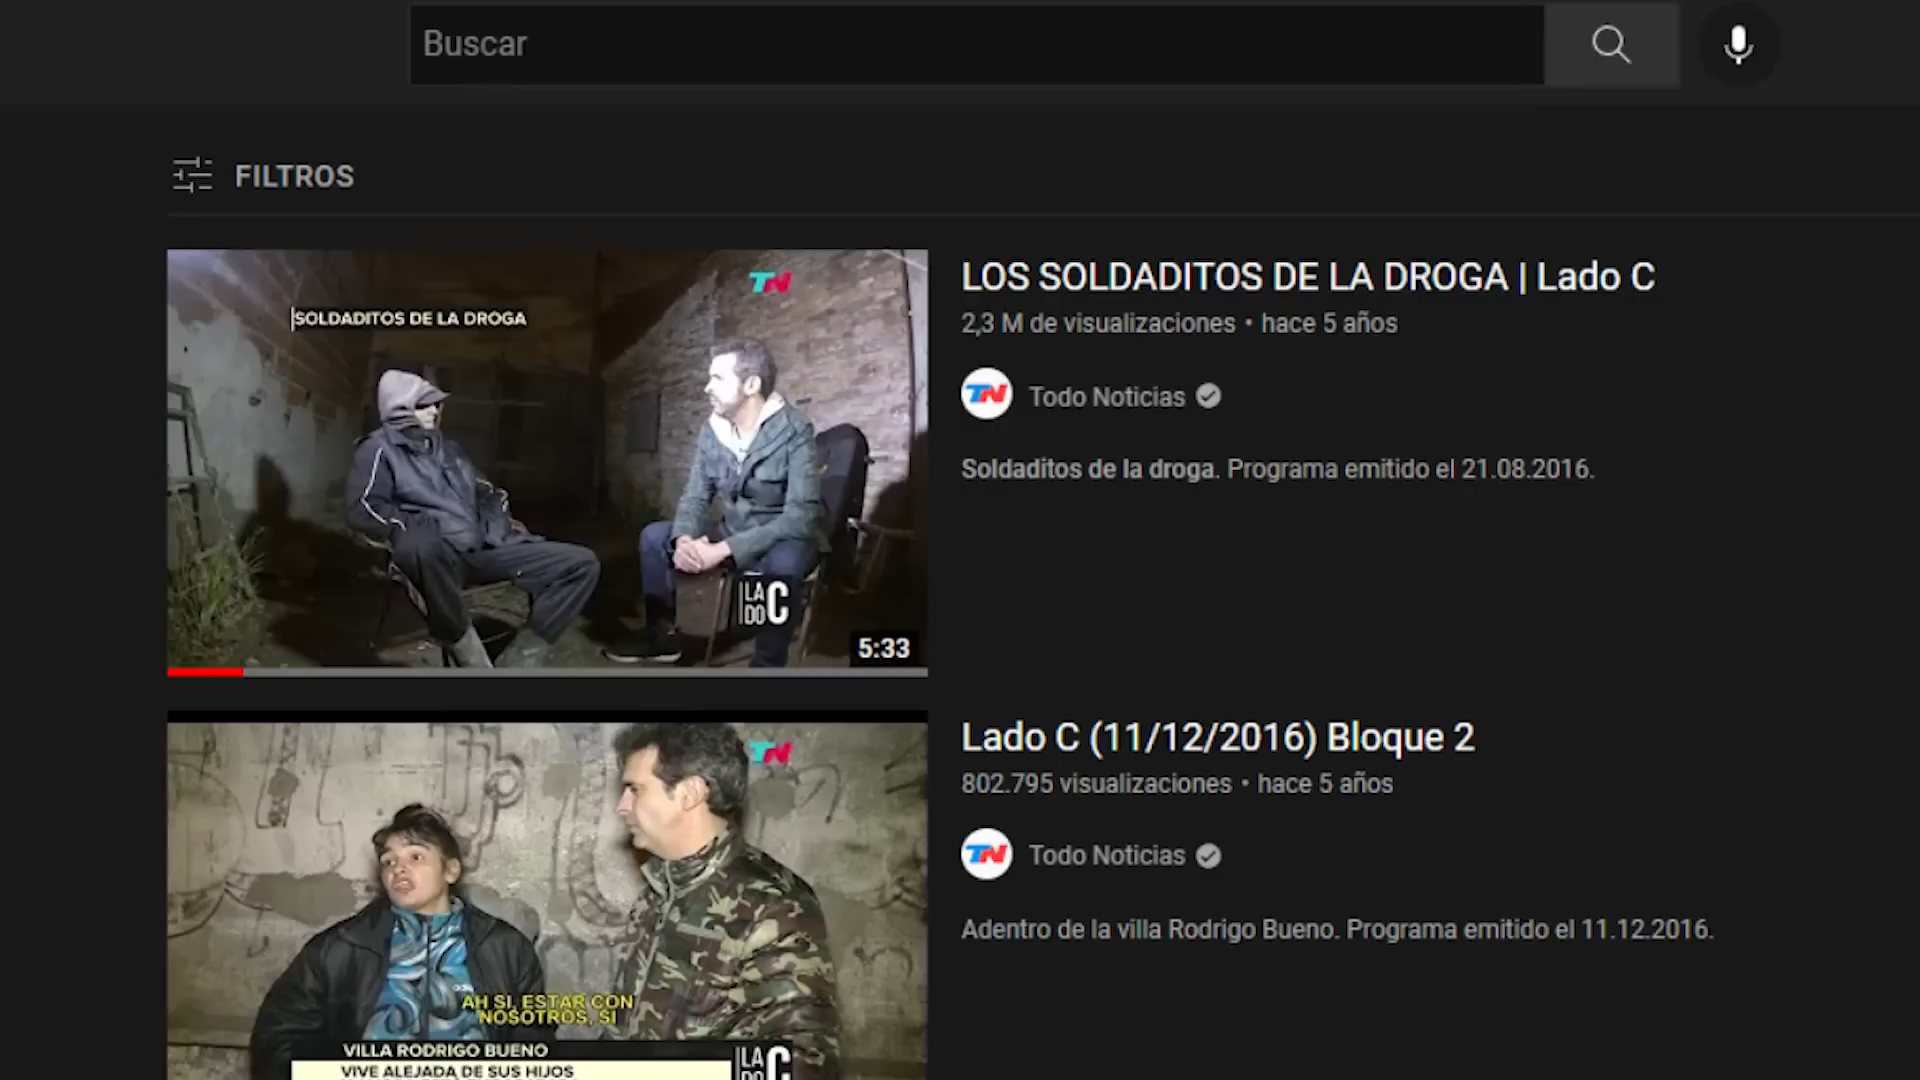 Buscar
FILTROS
TN
SOLDADITOS DE LA DROGA
LA
DO C
5:33
LOS SOLDADITOS DE LA DROGA | Lado C
2,3 M de visualizaciones • hace 5 años
TN Todo Noticias
Soldaditos de la droga. Programa emitido el 21.08.2016.
TN
AH SI, ESTAR CON
NOSOTROS, SI
VILLA RODRIGO BUENO
VIVE ALEJADA DE SUS HIJOS
LA
DO C
Lado C (11/12/2016) Bloque 2
802.795 visualizaciones • hace 5 años
TN Todo Noticias
Adentro de la villa Rodrigo Bueno. Programa emitido el 11.12.2016.